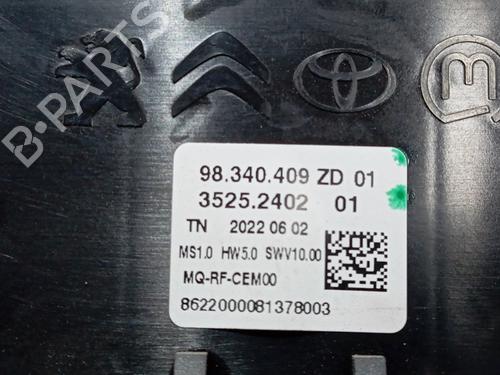 B-PARTS
98.340.409 ZD 01
3525.2402 01
TN 2022 06 02
MS1.0 HW5.0 SWV10.00
MQ-RF-CEM00
8622000081378003